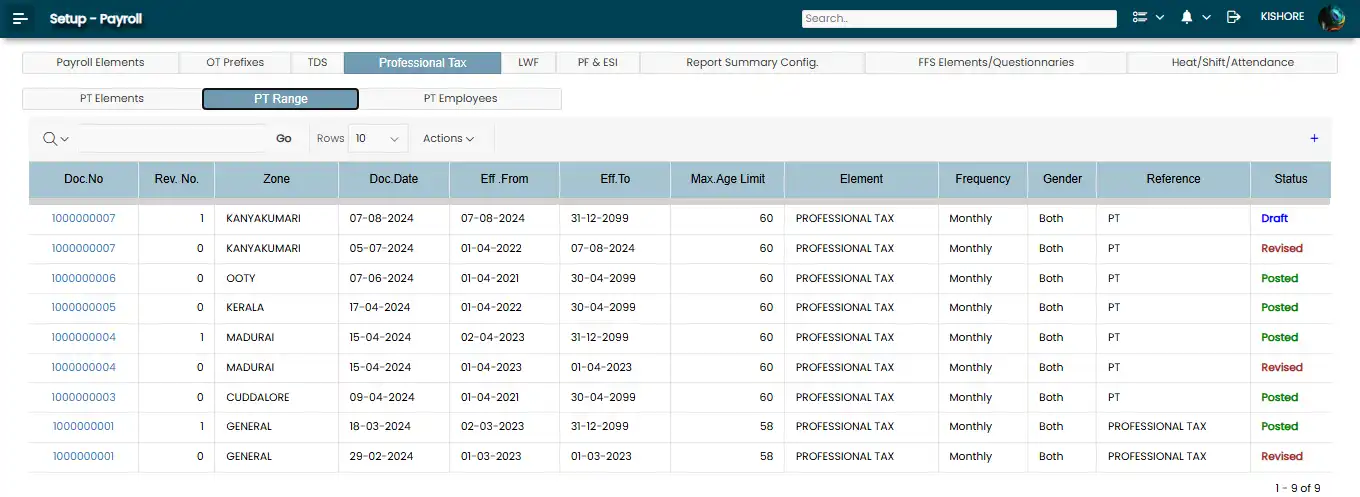 Setup - Payroll Search.. KISHORE
Payroll Elements OT Prefixes TDS Professional Tax LWF PF & ESI Report Summary Config. FFS Elements/Questionnaries Heat/Shift/Attendance
PT Elements PT Range PT Employees
Go Rows 10 Actions +
Doc.No Rev. No. Zone Doc.Date Eff .From Eff.To Max.Age Limit Element Frequency Gender Reference Status
1000000007 1 KANYAKUMARI 07-08-2024 07-08-2024 31-12-2099 60 PROFESSIONAL TAX Monthly Both PT Draft
1000000007 0 KANYAKUMARI 05-07-2024 01-04-2022 07-08-2024 60 PROFESSIONAL TAX Monthly Both PT Revised
1000000006 0 OOTY 07-06-2024 01-04-2021 30-04-2099 60 PROFESSIONAL TAX Monthly Both PT Posted
1000000005 0 KERALA 17-04-2024 01-04-2022 30-04-2099 60 PROFESSIONAL TAX Monthly Both PT Posted
1000000004 1 MADURAI 15-04-2024 02-04-2023 31-12-2099 60 PROFESSIONAL TAX Monthly Both PT Posted
1000000004 0 MADURAI 15-04-2024 01-04-2023 01-04-2023 60 PROFESSIONAL TAX Monthly Both PT Revised
1000000003 0 CUDDALORE 09-04-2024 01-04-2021 30-04-2099 60 PROFESSIONAL TAX Monthly Both PT Posted
1000000001 1 GENERAL 18-03-2024 02-03-2023 31-12-2099 58 PROFESSIONAL TAX Monthly Both PROFESSIONAL TAX Posted
1000000001 0 GENERAL 29-02-2024 01-03-2023 01-03-2023 58 PROFESSIONAL TAX Monthly Both PROFESSIONAL TAX Revised
1 - 9 of 9